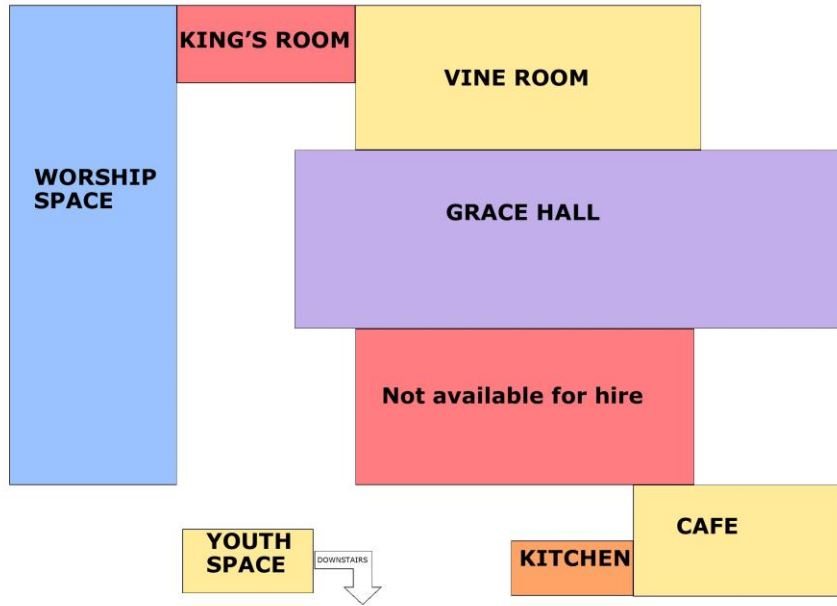 KING’S ROOM
VINE ROOM
WORSHIP
SPACE
GRACE HALL
Not available for hire
CAFE
YOUTH
SPACE
DOWNSTAIRS
KITCHEN